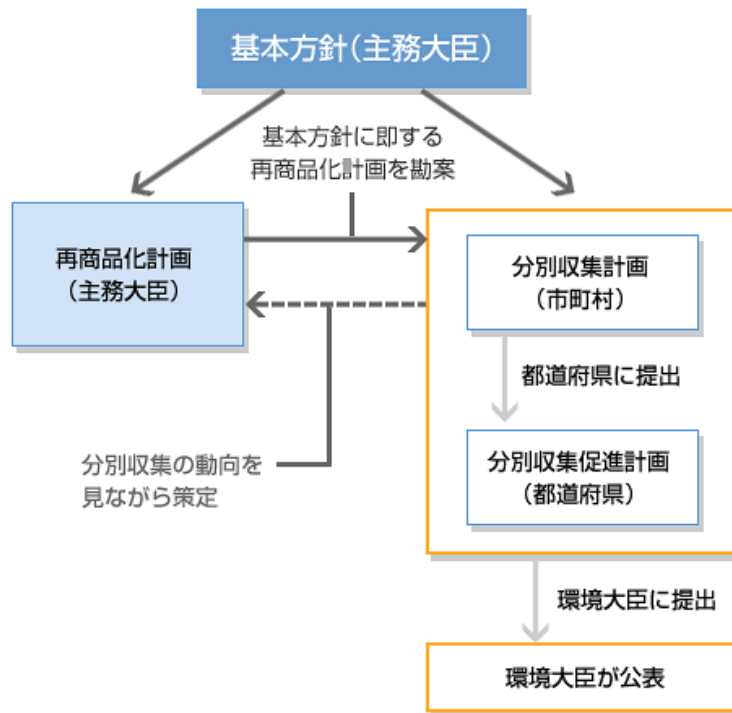 基本方針（主務大臣）
基本方針に即する
再商品化計画を勘案
再商品化計画
（主務大臣）
分別収集計画
（市町村）
都道府県に提出
分別収集の動向を
見ながら策定
分別収集促進計画
（都道府県）
環境大臣に提出
環境大臣が公表